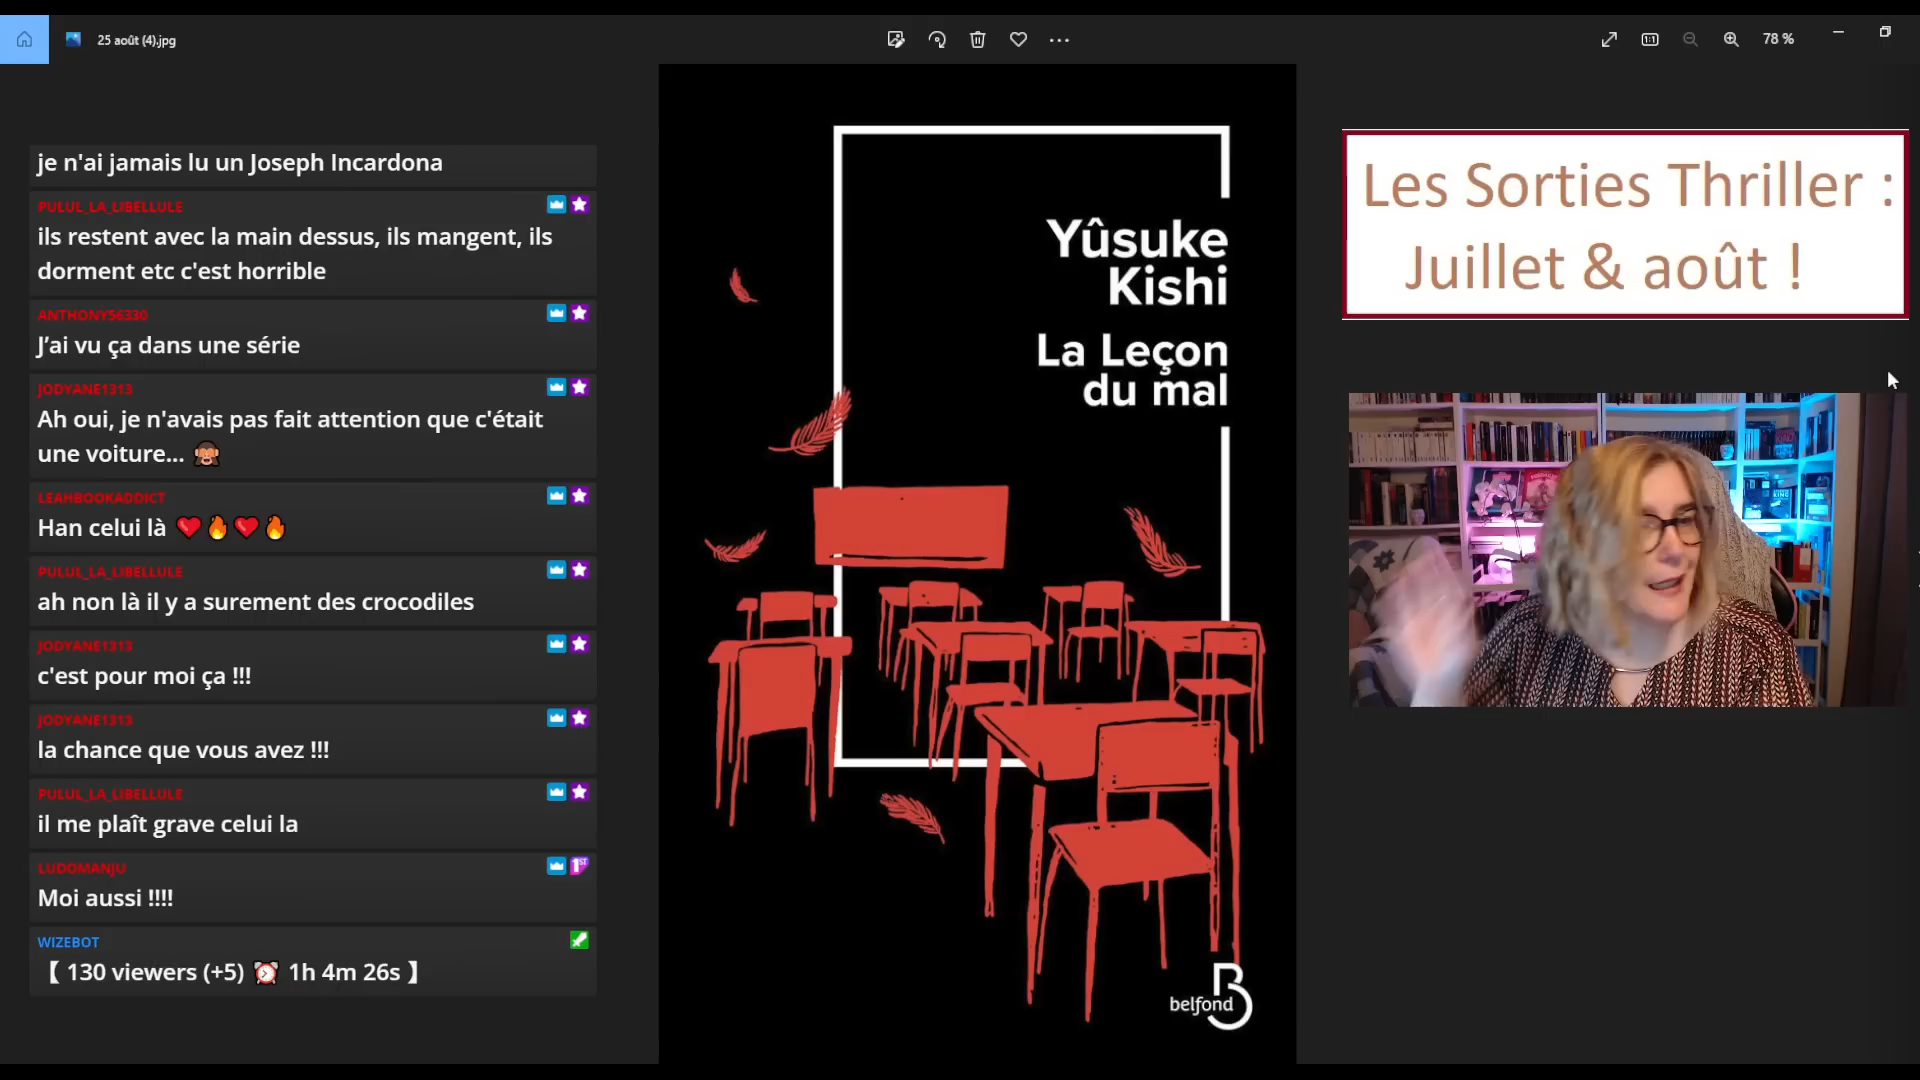 25 août (4).jpg
78 %
je n'ai jamais lu un Joseph Incardona
PULUL_LA_LIBELLULE
ils restent avec la main dessus, ils mangent, ils
dorment etc c'est horrible
ANTHONY56330
J'ai vu ça dans une série
JODYANE1313
Ah oui, je n'avais pas fait attention que c'était
une voiture... 🙊
LEAHBOOKADDICT
Han celui là ❤️🔥❤️🔥
PULUL_LA_LIBELLULE
ah non là il y a surement des crocodiles
JODYANE1313
c'est pour moi ça !!!
JODYANE1313
la chance que vous avez !!!
PULUL_LA_LIBELLULE
il me plaît grave celui la
LUDOMANJU
1ST
Moi aussi !!!!
WIZEBOT
【 130 viewers (+5) ⏰ 1h 4m 26s 】
Yûsuke
Kishi
La Leçon
du mal
belfond
Les Sorties Thriller :
Juillet & août !
KING